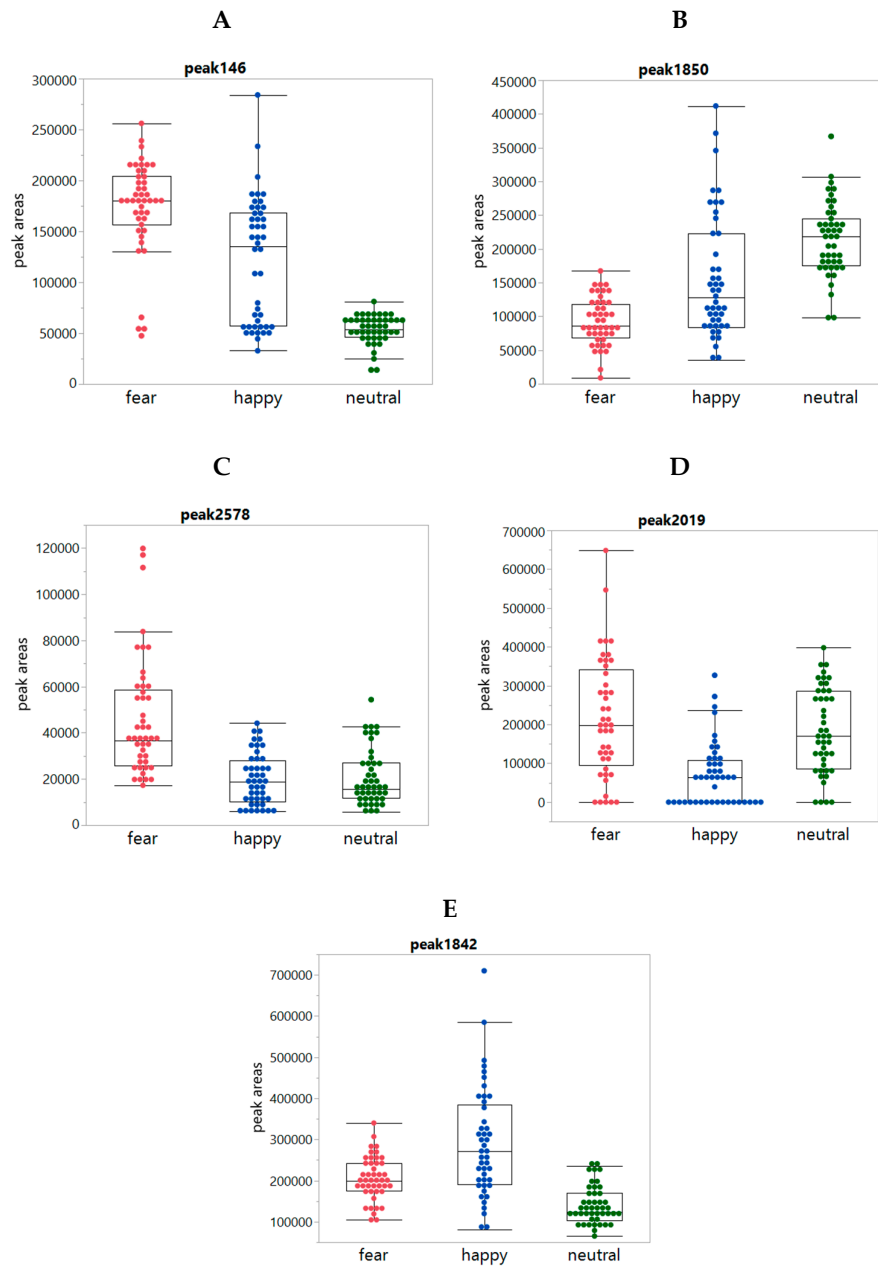 A
peak146
peak areas
300000
250000
200000
150000
100000
50000
0
fear happy neutral
B
peak1850
peak areas
450000
400000
350000
300000
250000
200000
150000
100000
50000
0
fear happy neutral
C
peak2578
peak areas
120000
100000
80000
60000
40000
20000
0
fear happy neutral
D
peak2019
peak areas
700000
600000
500000
400000
300000
200000
100000
0
fear happy neutral
E
peak1842
peak areas
700000
600000
500000
400000
300000
200000
100000
fear happy neutral